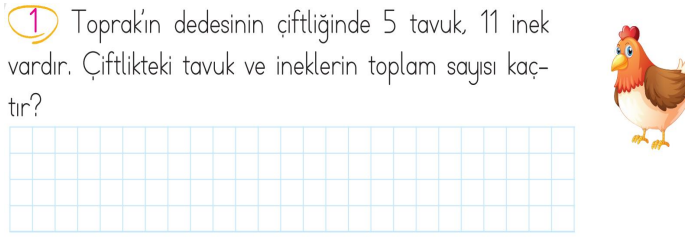 1 Toprak'ın dedesinin çiftliğinde 5 tavuk, 11 inek
vardır. Çiftlikteki tavuk ve ineklerin toplam sayısı kaç-
tır?